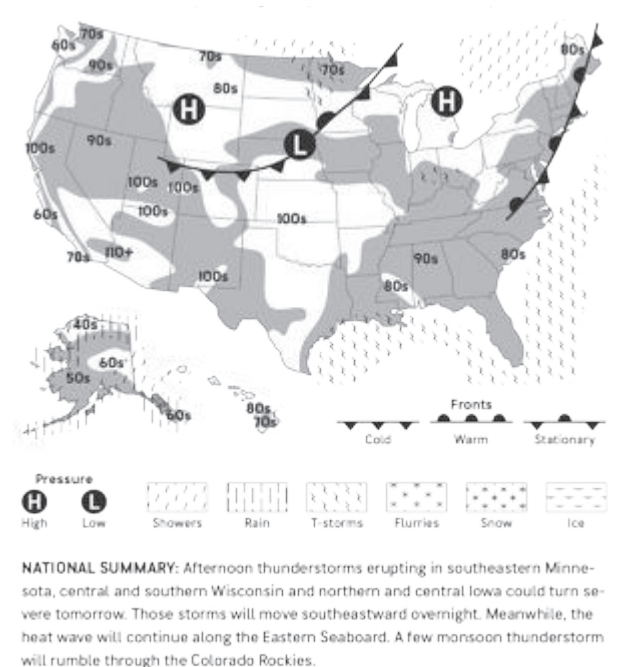 70s
60s
90s
70s
80s
70s
80s
H
H
L
100s
90s
100s
100s
100s
60s
100s
70s
110+
100s
90s
80s
80s
40s
60s
50s
60s
80s
70s
Fronts
Cold Warm Stationary
Pressure
H L
High Low Showers Rain T-storms Flurries Snow Ice
NATIONAL SUMMARY: Afternoon thunderstorms erupting in southeastern Minne-
sota, central and southern Wisconsin and northern and central Iowa could turn se-
vere tomorrow. Those storms will move southeastward overnight. Meanwhile, the
heat wave will continue along the Eastern Seaboard. A few monsoon thunderstorm
will rumble through the Colorado Rockies.